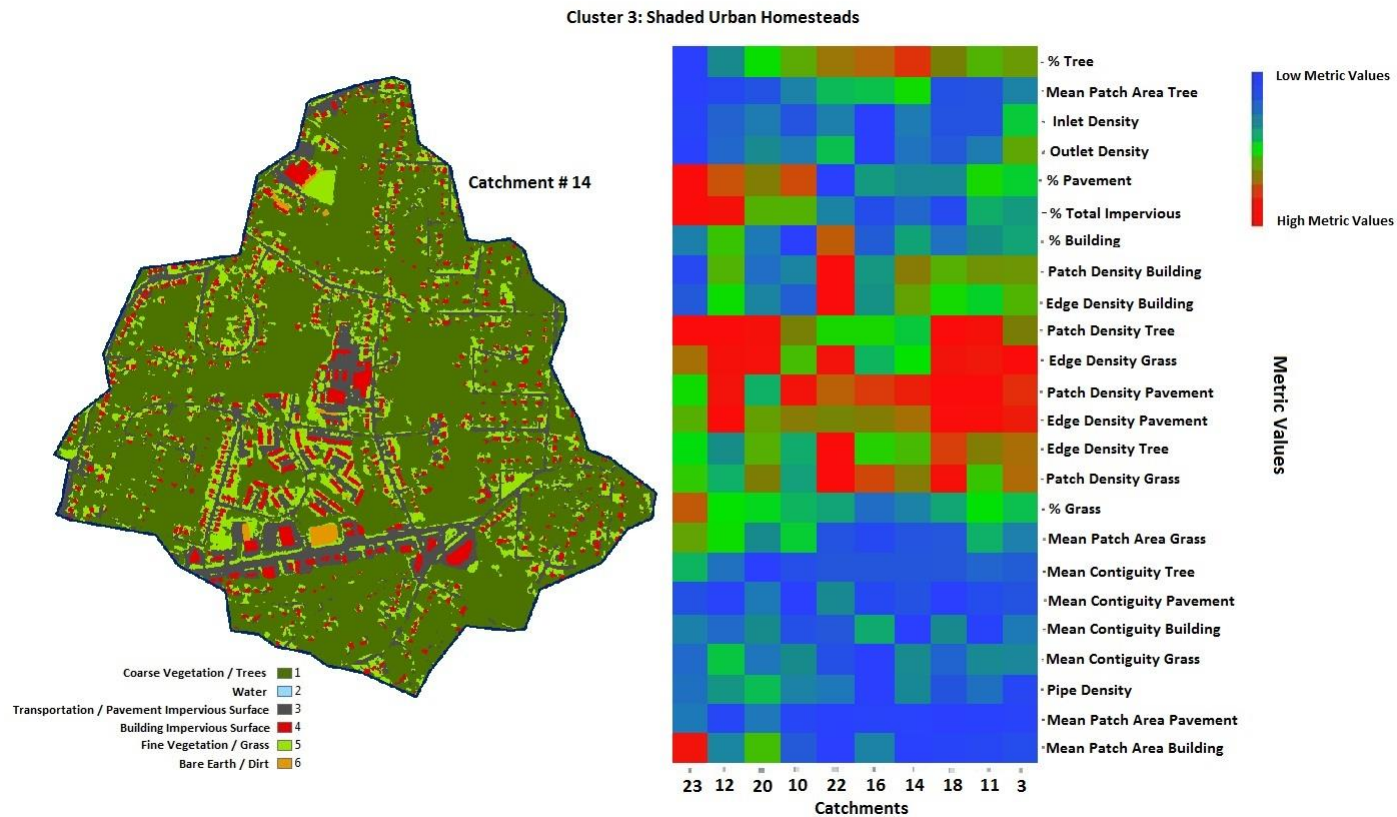 Cluster 3: Shaded Urban Homesteads
Catchment # 14
Coarse Vegetation / Trees 1
Water 2
Transportation / Pavement Impervious Surface 3
Building Impervious Surface 4
Fine Vegetation / Grass 5
Bare Earth / Dirt 6
% Tree
Mean Patch Area Tree
Inlet Density
Outlet Density
% Pavement
% Total Impervious
% Building
Patch Density Building
Edge Density Building
Patch Density Tree
Edge Density Grass
Patch Density Pavement
Edge Density Pavement
Edge Density Tree
Patch Density Grass
% Grass
Mean Patch Area Grass
Mean Contiguity Tree
Mean Contiguity Pavement
Mean Contiguity Building
Mean Contiguity Grass
Pipe Density
Mean Patch Area Pavement
Mean Patch Area Building
23 12 20 10 22 16 14 18 11 3
Catchments
Low Metric Values
High Metric Values
Metric Values